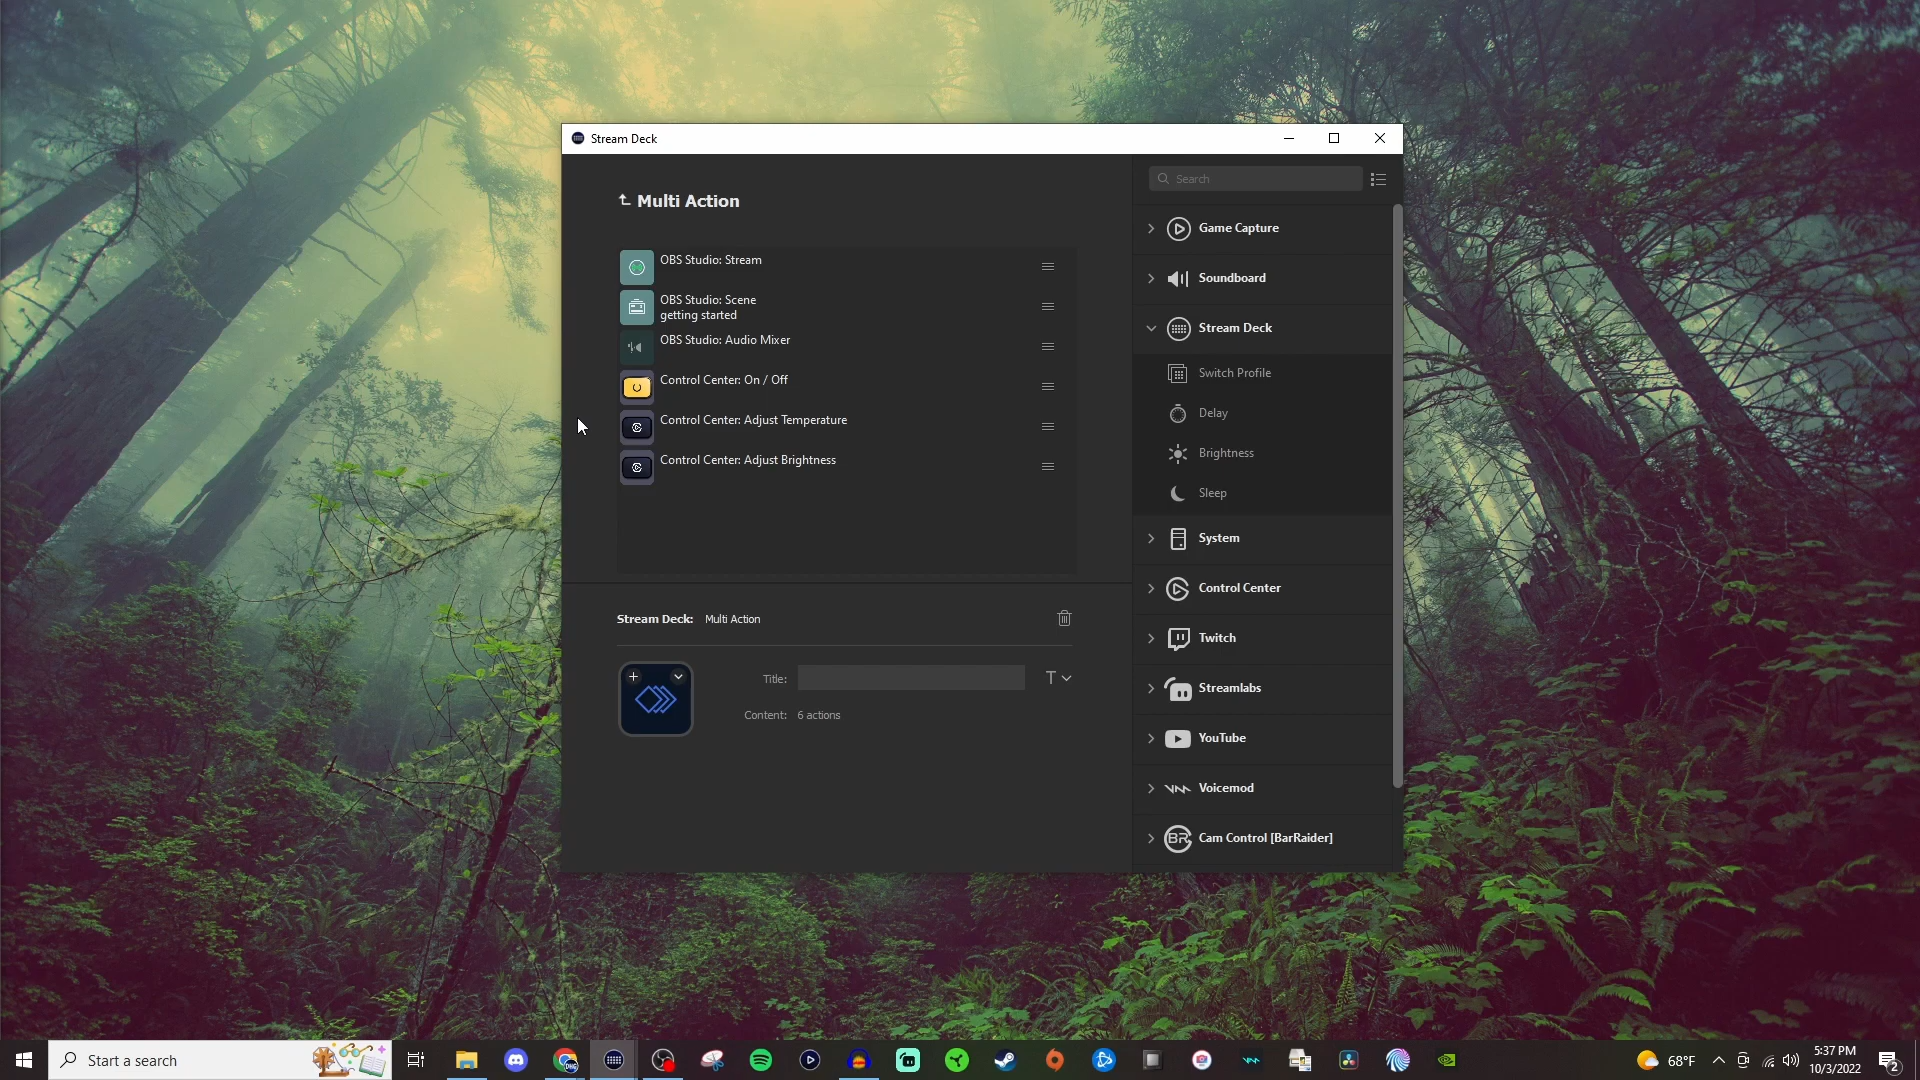 Stream Deck
Multi Action
OBS Studio: Stream
OBS Studio: Scene
getting started
OBS Studio: Audio Mixer
Control Center: On / Off
Control Center: Adjust Temperature
Control Center: Adjust Brightness
Stream Deck: Multi Action
Title:
T
Content: 6 actions
Search
Game Capture
Soundboard
Stream Deck
Switch Profile
Delay
Brightness
Sleep
System
Control Center
Twitch
Streamlabs
YouTube
Voicemod
BR Cam Control [BarRaider]
Start a search
DHG
68°F
5:37 PM
10/3/2022
2